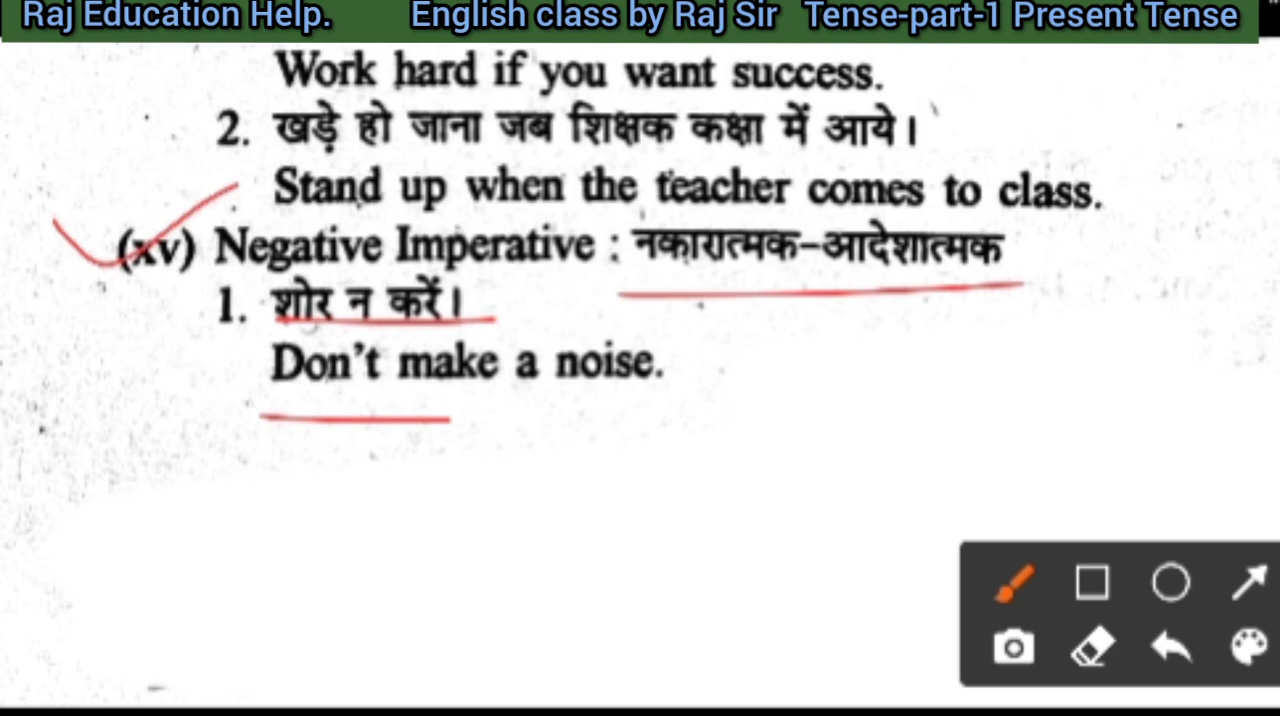 Raj Education Help. English class by Raj Sir Tense-part-1 Present Tense
Work hard if you want success.
2. खड़े हो जाना जब शिक्षक कक्षा में आये।
Stand up when the teacher comes to class.
(xv) Negative Imperative : नकारात्मक-आदेशात्मक
1. शोर न करें।
Don't make a noise.